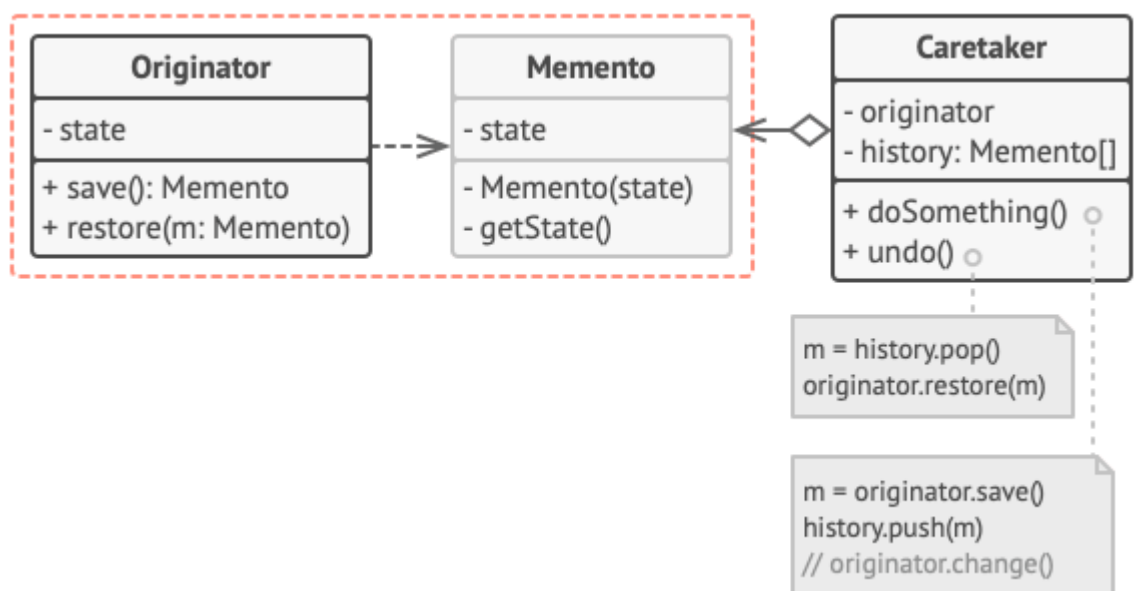 Originator
- state
+ save(): Memento
+ restore(m: Memento)
Memento
- state
- Memento(state)
- getState()
Caretaker
- originator
- history: Memento[]
+ doSomething()
+ undo()
m = history.pop()
originator.restore(m)
m = originator.save()
history.push(m)
// originator.change()